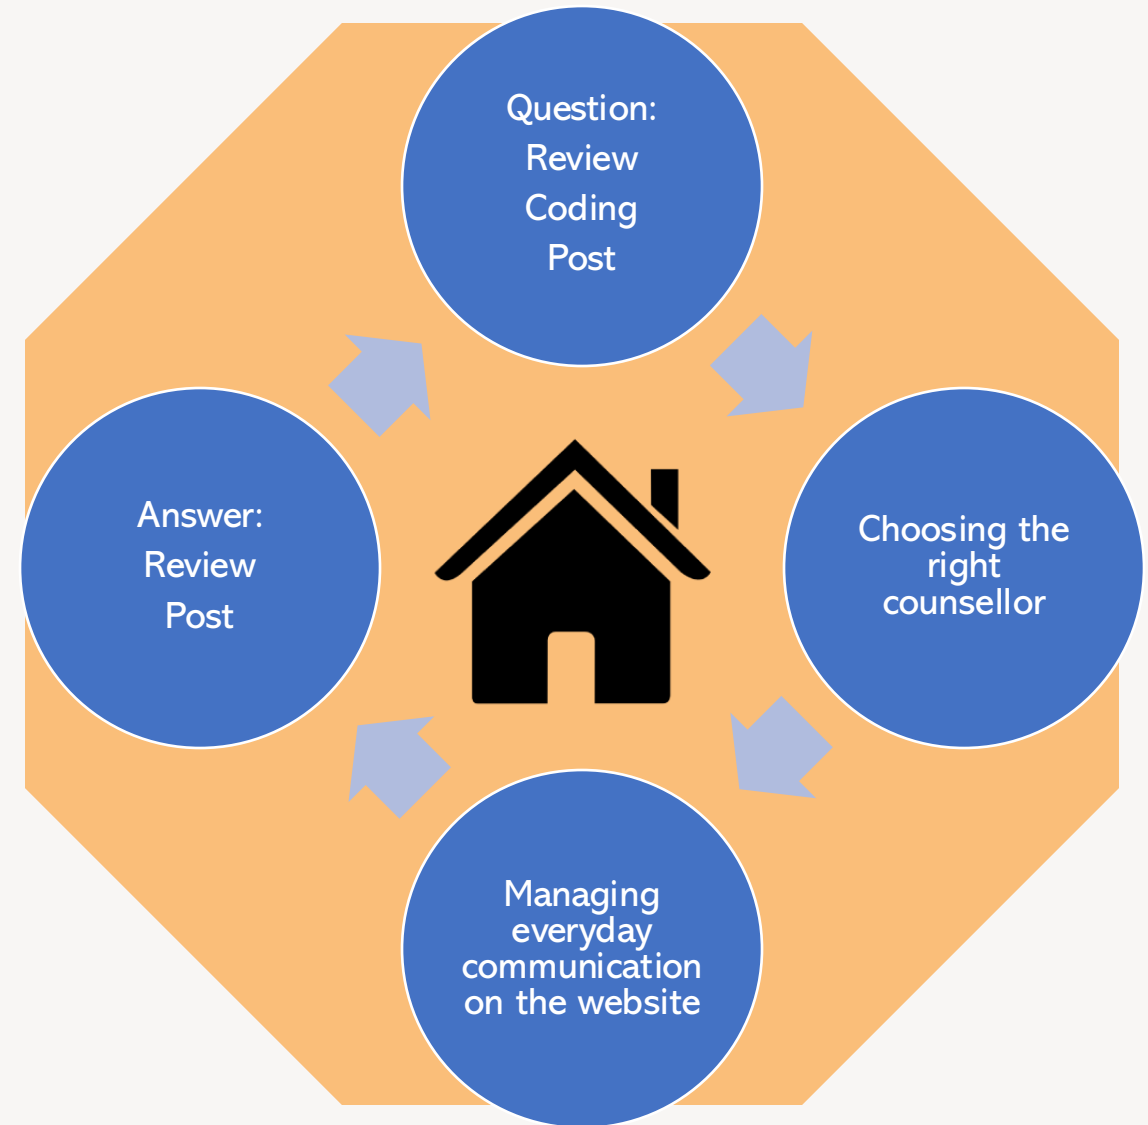 Question:
Review
Coding
Post
Choosing the
right
counsellor
Managing
everyday
communication
on the website
Answer:
Review
Post